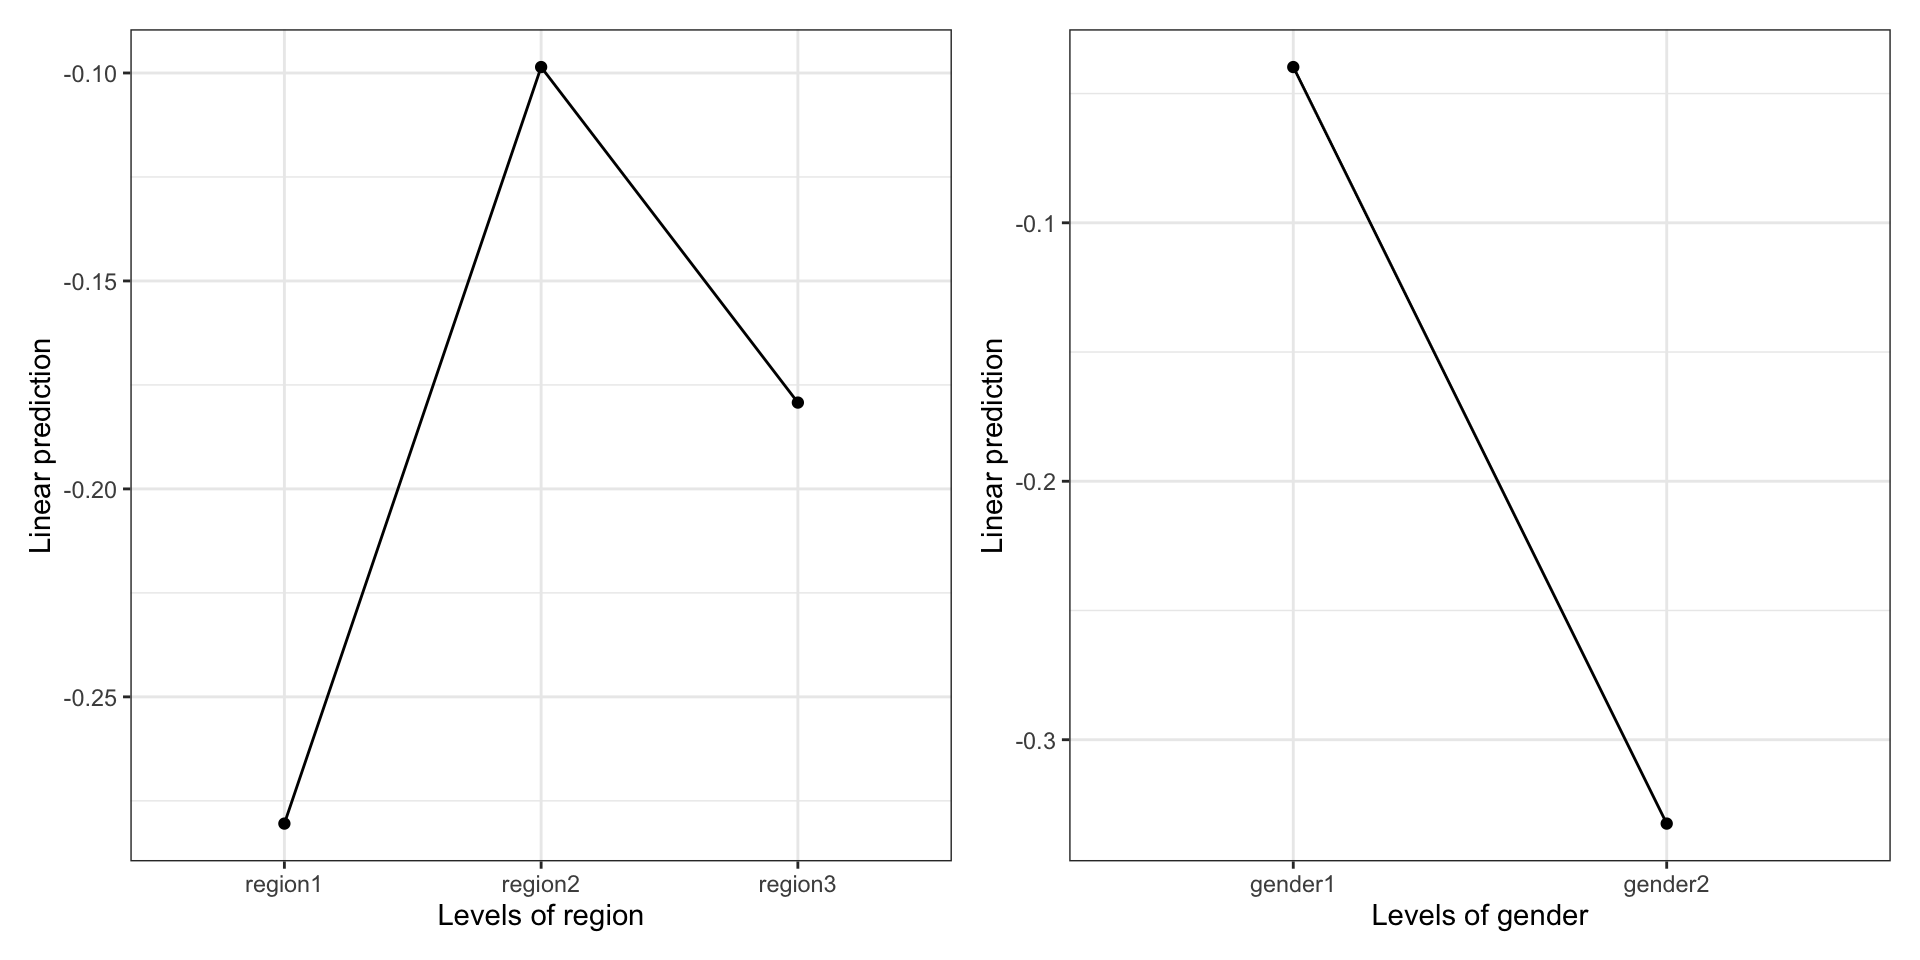 Linear prediction
-0.10
-0.15
-0.20
-0.25
region1 region2 region3
Levels of region
Linear prediction
-0.1
-0.2
-0.3
gender1 gender2
Levels of gender